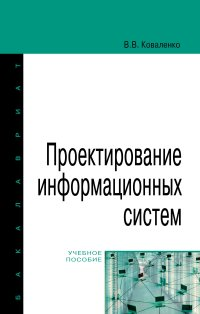 В.В. Коваленко
Проектирование
информационных
систем
УЧЕБНОЕ
ПОСОБИЕ
БАКАЛАВРИАТ